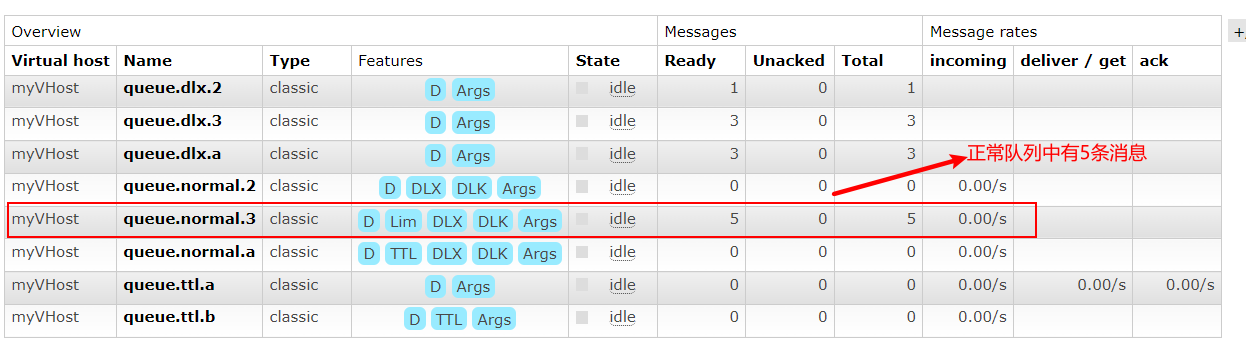 Overview Messages Message rates +/
Virtual host Name Type Features State Ready Unacked Total incoming deliver / get ack
myVHost queue.dlx.2 classic D Args idle 1 0 1
myVHost queue.dlx.3 classic D Args idle 3 0 3
myVHost queue.dlx.a classic D Args idle 3 0 3 正常队列中有5条消息
myVHost queue.normal.2 classic D DLX DLK Args idle 0 0 0 0.00/s
myVHost queue.normal.3 classic D Lim DLX DLK Args idle 5 0 5 0.00/s
myVHost queue.normal.a classic D TTL DLX DLK Args idle 0 0 0 0.00/s
myVHost queue.ttl.a classic D Args idle 0 0 0 0.00/s 0.00/s 0.00/s
myVHost queue.ttl.b classic D TTL Args idle 0 0 0 0.00/s